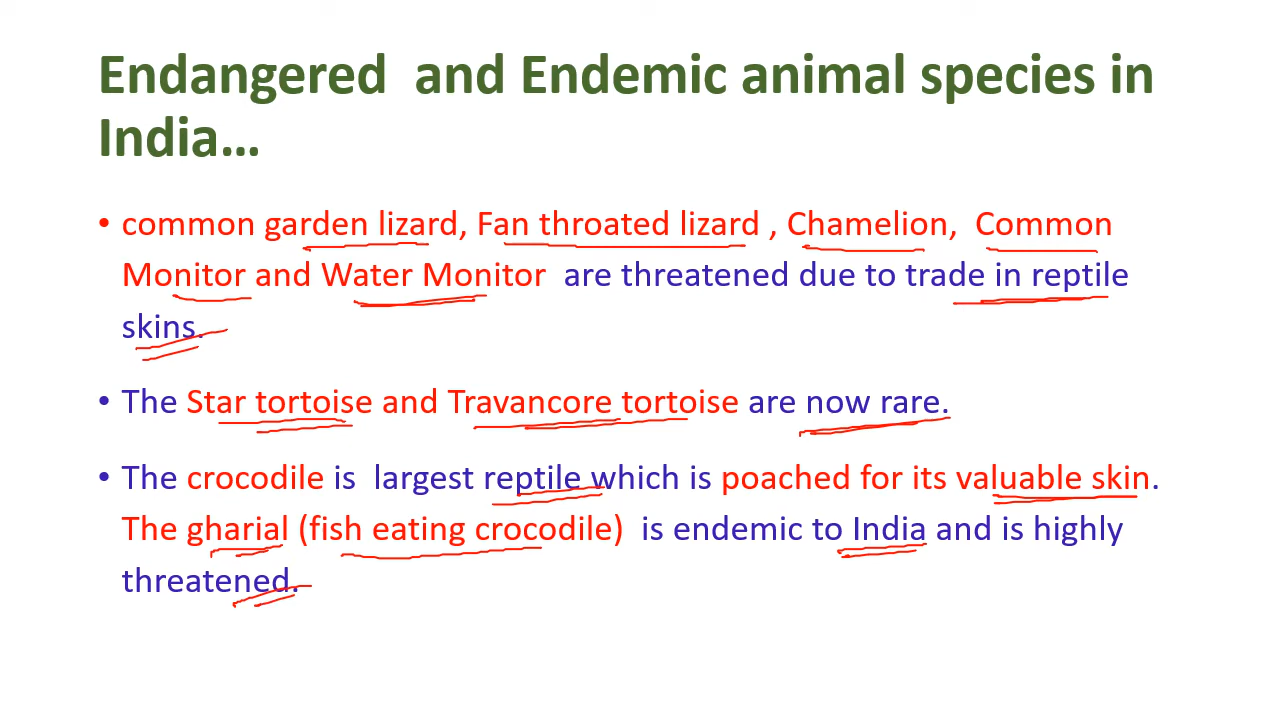 Endangered and Endemic animal species in
India…
• common garden lizard, Fan throated lizard , Chamelion, Common
Monitor and Water Monitor are threatened due to trade in reptile
skins.
• The Star tortoise and Travancore tortoise are now rare.
• The crocodile is largest reptile which is poached for its valuable skin.
The gharial (fish eating crocodile) is endemic to India and is highly
threatened.